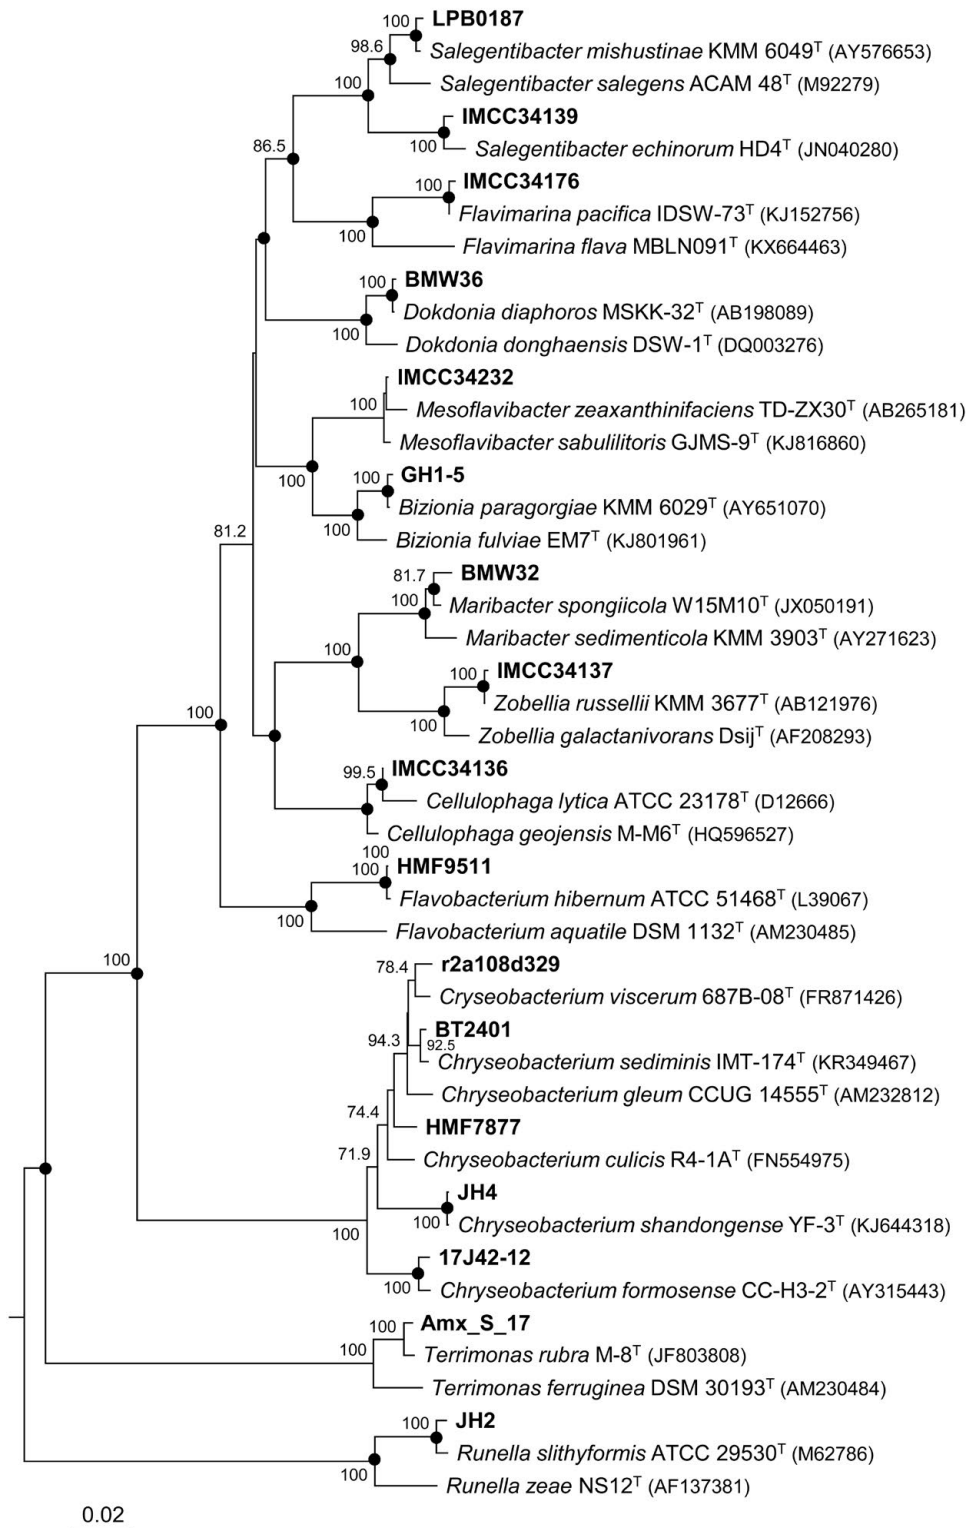 100 LPB0187
98.6 Salegentibacter mishustinae KMM 6049T (AY576653)
100 Salegentibacter salegens ACAM 48T (M92279)
IMCC34139
86.5 100 Salegentibacter echinorum HD4T (JN040280)
100 IMCC34176
Flavimarina pacifica IDSW-73T (KJ152756)
100 Flavimarina flava MBLN091T (KX664463)
100 BMW36
Dokdonia diaphoros MSKK-32T (AB198089)
100 Dokdonia donghaensis DSW-1T (DQ003276)
IMCC34232
100 Mesoflavibacter zeaxanthinifaciens TD-ZX30T (AB265181)
Mesoflavibacter sabulilitoris GJMS-9T (KJ816860)
100 100 GH1-5
Bizionia paragorgiae KMM 6029T (AY651070)
81.2 100 Bizionia fulviae EM7T (KJ801961)
81.7 BMW32
100 Maribacter spongiicola W15M10T (JX050191)
Maribacter sedimenticola KMM 3903T (AY271623)
100 100 IMCC34137
Zobellia russellii KMM 3677T (AB121976)
100 100 Zobellia galactanivorans DsijT (AF208293)
99.5 IMCC34136
Cellulophaga lytica ATCC 23178T (D12666)
Cellulophaga geojensis M-M6T (HQ596527)
100
100 HMF9511
Flavobacterium hibernum ATCC 51468T (L39067)
100 Flavobacterium aquatile DSM 1132T (AM230485)
100 78.4 r2a108d329
Cryseobacterium viscerum 687B-08T (FR871426)
BT2401
94.3 92.5
Chryseobacterium sediminis IMT-174T (KR349467)
Chryseobacterium gleum CCUG 14555T (AM232812)
74.4 HMF7877
71.9 Chryseobacterium culicis R4-1AT (FN554975)
JH4
100 Chryseobacterium shandongense YF-3T (KJ644318)
100 17J42-12
100 Chryseobacterium formosense CC-H3-2T (AY315443)
100 Amx_S_17
100 Terrimonas rubra M-8T (JF803808)
Terrimonas ferruginea DSM 30193T (AM230484)
100 JH2
Runella slithyformis ATCC 29530T (M62786)
100 Runella zeae NS12T (AF137381)
0.02